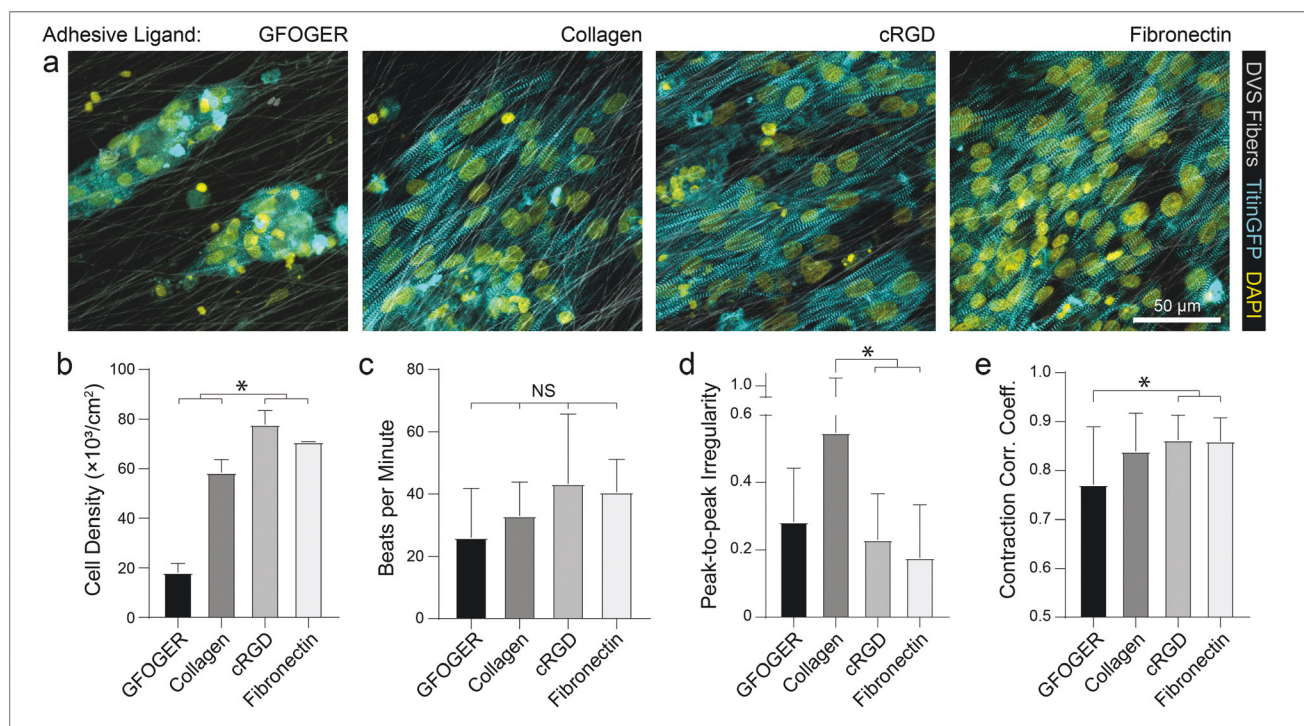 Adhesive Ligand: GFOGER Collagen cRGD Fibronectin
a
50 µm
DVS Fibers TitinGFP DAPI
b
Cell Density (×10³/cm²)
100
80
60
40
20
0
*
GFOGER Collagen cRGD Fibronectin
c
Beats per Minute
80
60
40
20
0
NS
GFOGER Collagen cRGD Fibronectin
d
Peak-to-peak Irregularity
1.0
0.6
0.4
0.2
0
*
GFOGER Collagen cRGD Fibronectin
e
Contraction Corr. Coeff.
1.0
0.9
0.8
0.7
0.6
0.5
*
GFOGER Collagen cRGD Fibronectin